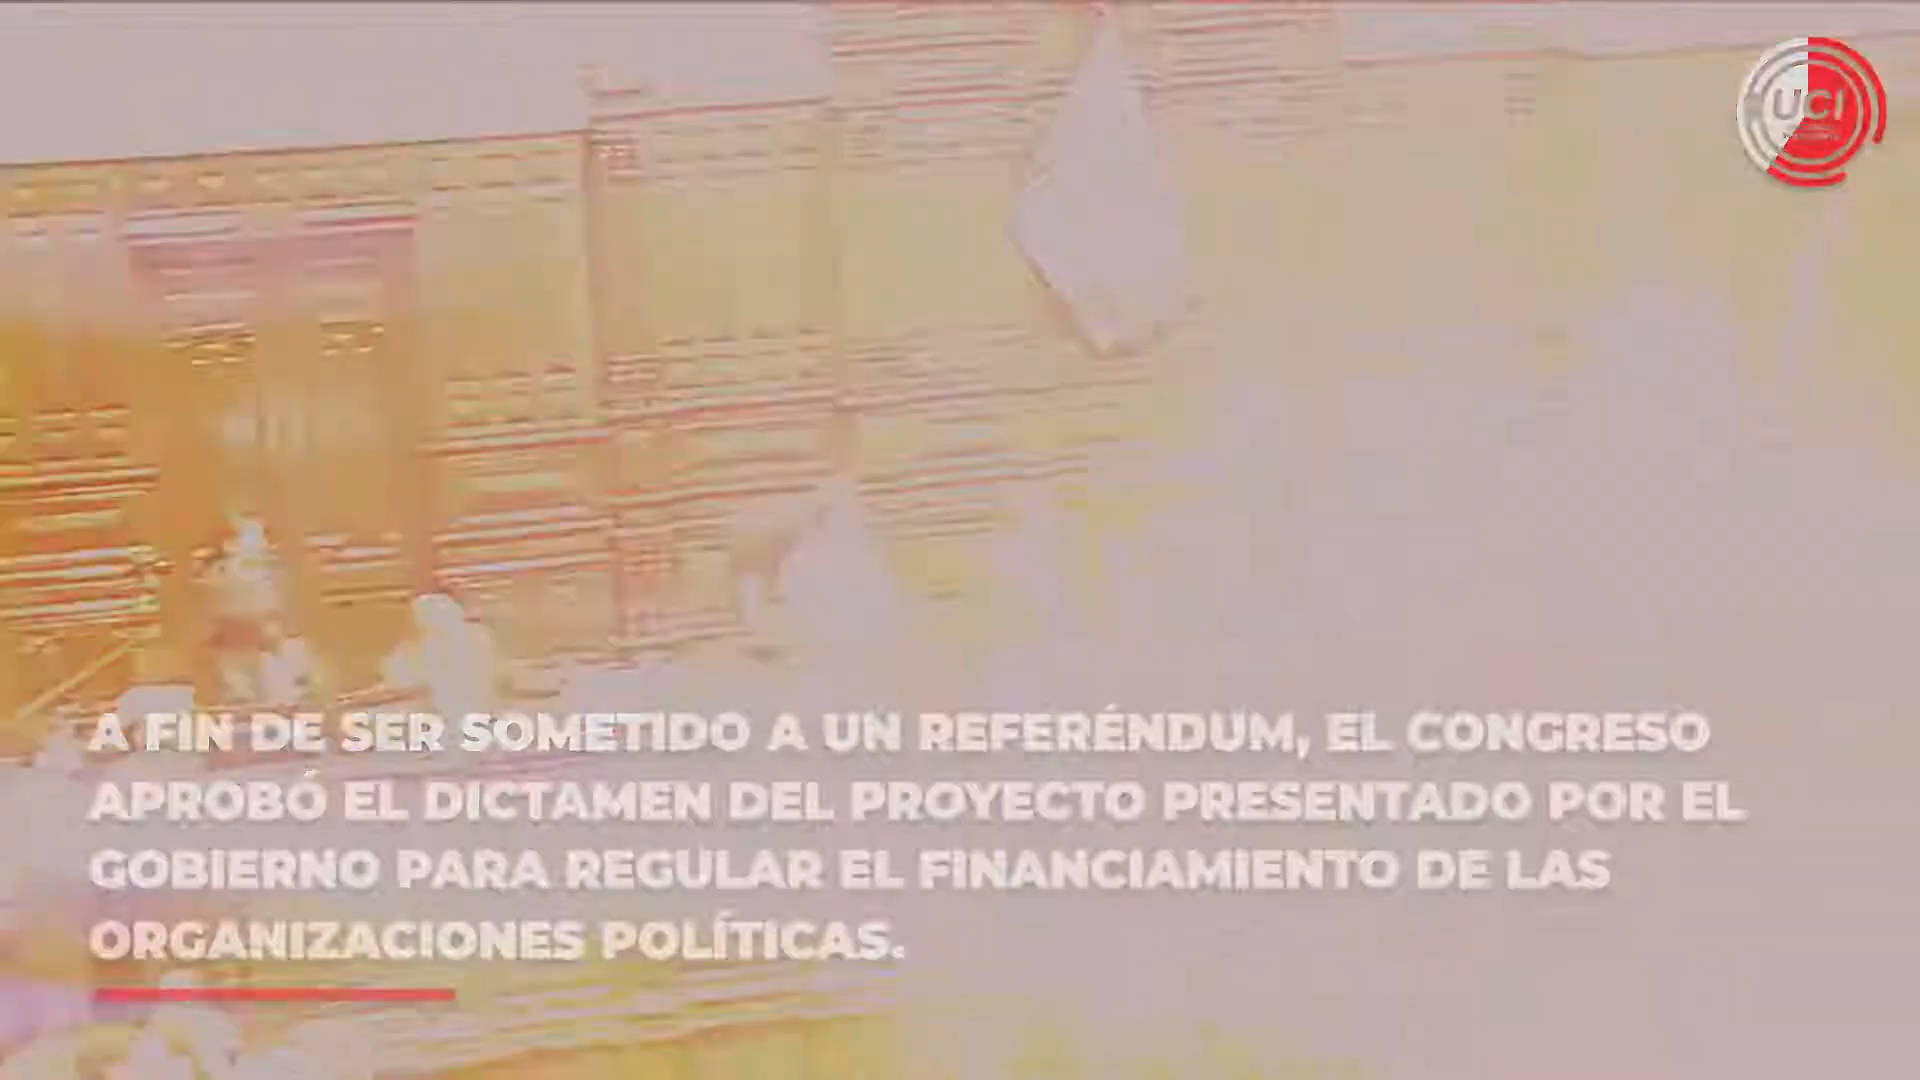 UCI
A FIN DE SER SOMETIDO A UN REFERÉNDUM, EL CONGRESO
APROBÓ EL DICTAMEN DEL PROYECTO PRESENTADO POR EL
GOBIERNO PARA REGULAR EL FINANCIAMIENTO DE LAS
ORGANIZACIONES POLÍTICAS.